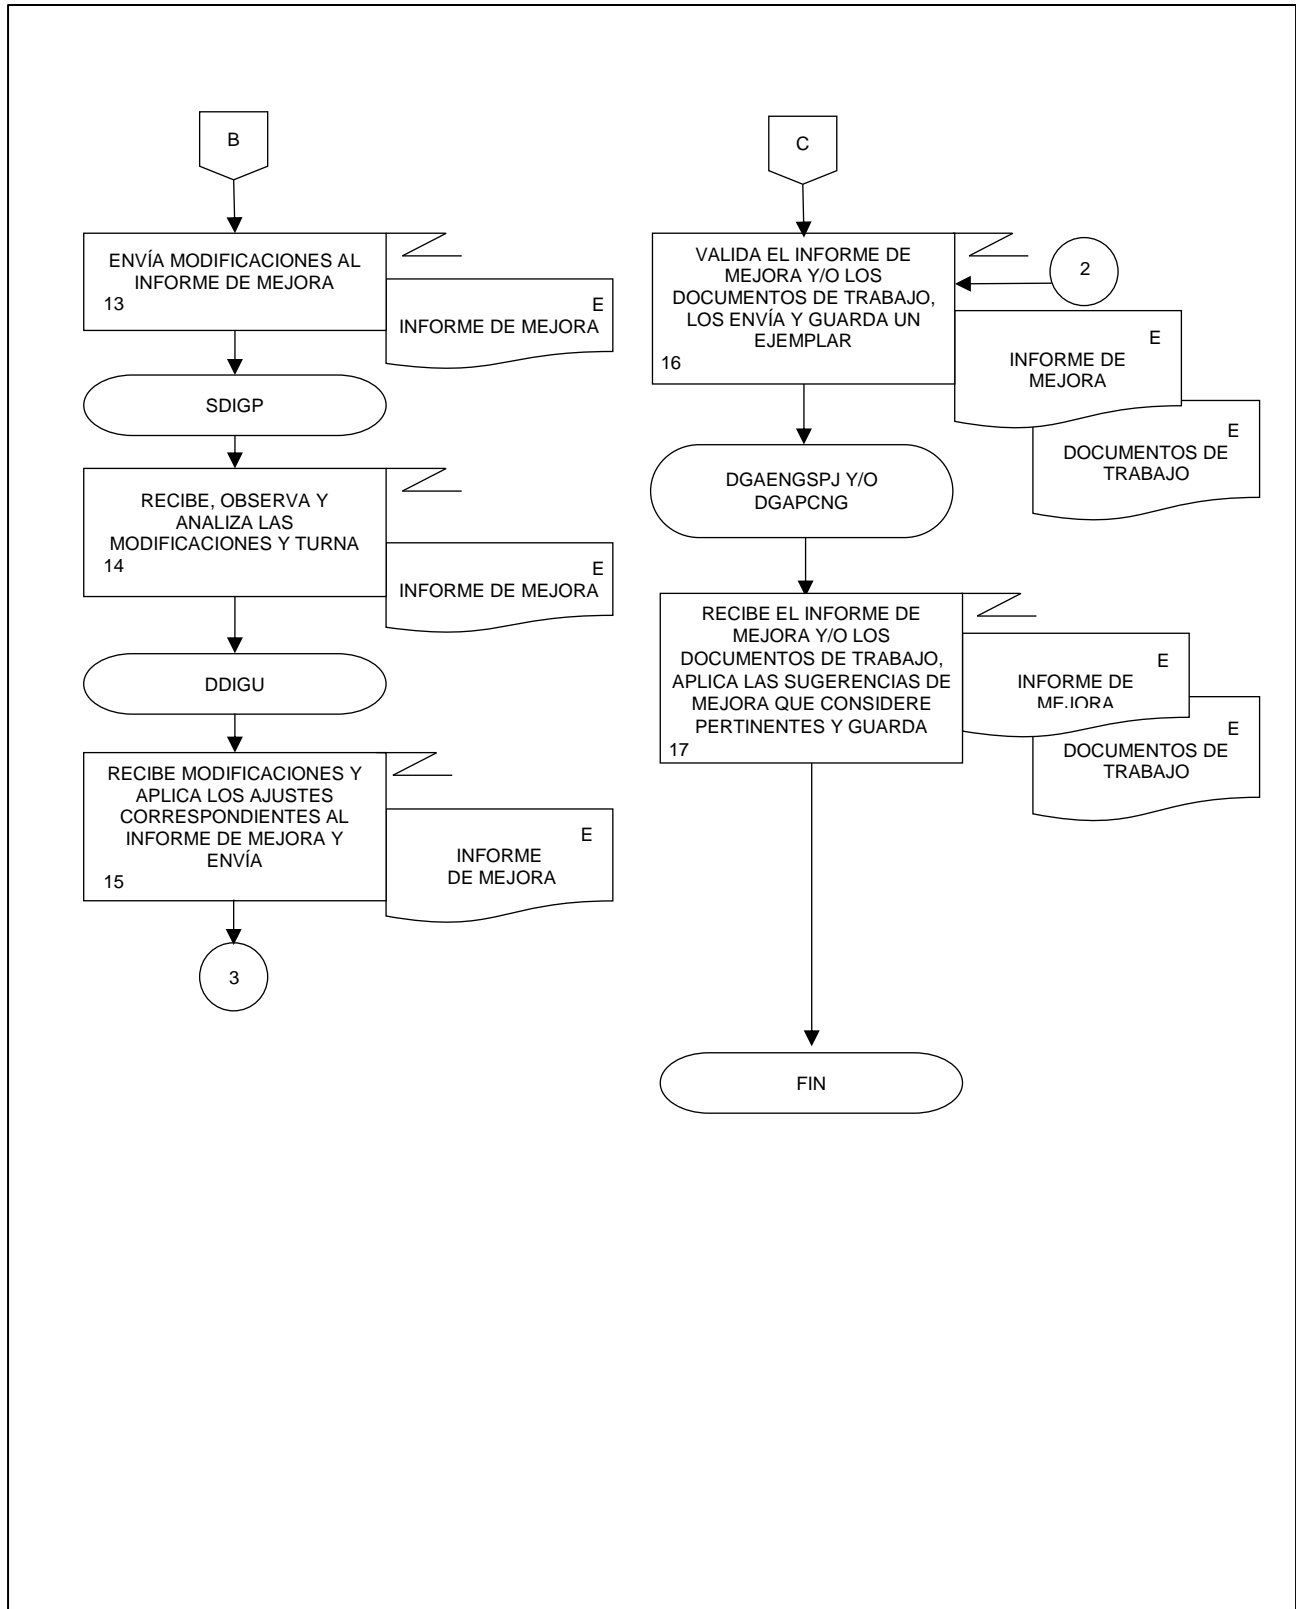 B
ENVÍA MODIFICACIONES AL
INFORME DE MEJORA
13
E
INFORME DE MEJORA
SDIGP
RECIBE, OBSERVA Y
ANALIZA LAS
MODIFICACIONES Y TURNA
14
E
INFORME DE MEJORA
DDIGU
RECIBE MODIFICACIONES Y
APLICA LOS AJUSTES
CORRESPONDIENTES AL
INFORME DE MEJORA Y
ENVÍA
15
E
INFORME
DE MEJORA
3
C
VALIDA EL INFORME DE
MEJORA Y/O LOS
DOCUMENTOS DE TRABAJO,
LOS ENVÍA Y GUARDA UN
EJEMPLAR
16
2
E
INFORME DE
MEJORA
E
DOCUMENTOS DE
TRABAJO
DGAENGSPJ Y/O
DGAPCNG
RECIBE EL INFORME DE
MEJORA Y/O LOS
DOCUMENTOS DE TRABAJO,
APLICA LAS SUGERENCIAS DE
MEJORA QUE CONSIDERE
PERTINENTES Y GUARDA
17
E
INFORME DE
MEJORA
E
DOCUMENTOS DE
TRABAJO
FIN